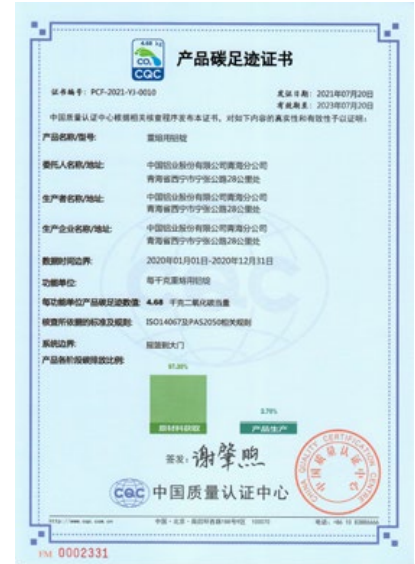 4.68 kg
CO₂
CQC
产品碳足迹证书
证书编号: PCF-2021-YJ-0010
发证日期: 2021年07月20日
有效期至: 2023年07月20日
中国质量认证中心根据相关核查程序发布本证书，对如下内容的真实性和有效性予以证明:
产品名称/型号: 重熔用铝锭
委托人名称/地址: 中国铝业股份有限公司青海分公司
青海省西宁市宁张公路28公里处
生产者名称/地址: 中国铝业股份有限公司青海分公司
青海省西宁市宁张公路28公里处
生产企业名称/地址: 中国铝业股份有限公司青海分公司
青海省西宁市宁张公路28公里处
数据时间边界: 2020年01月01日-2020年12月31日
功能单位: 每千克重熔用铝锭
每功能单位产品碳足迹数值: 4.68 千克二氧化碳当量
核查所依据的标准及规则: ISO14067及PAS2050相关规则
系统边界: 摇篮到大门
产品各阶段碳排放比例:
原材料获取
产品生产
签发: 谢肇煦
CQC 中国质量认证中心
QUALITY CERTIFICATION CENTRE
中国质量认证中心
FM 0002331